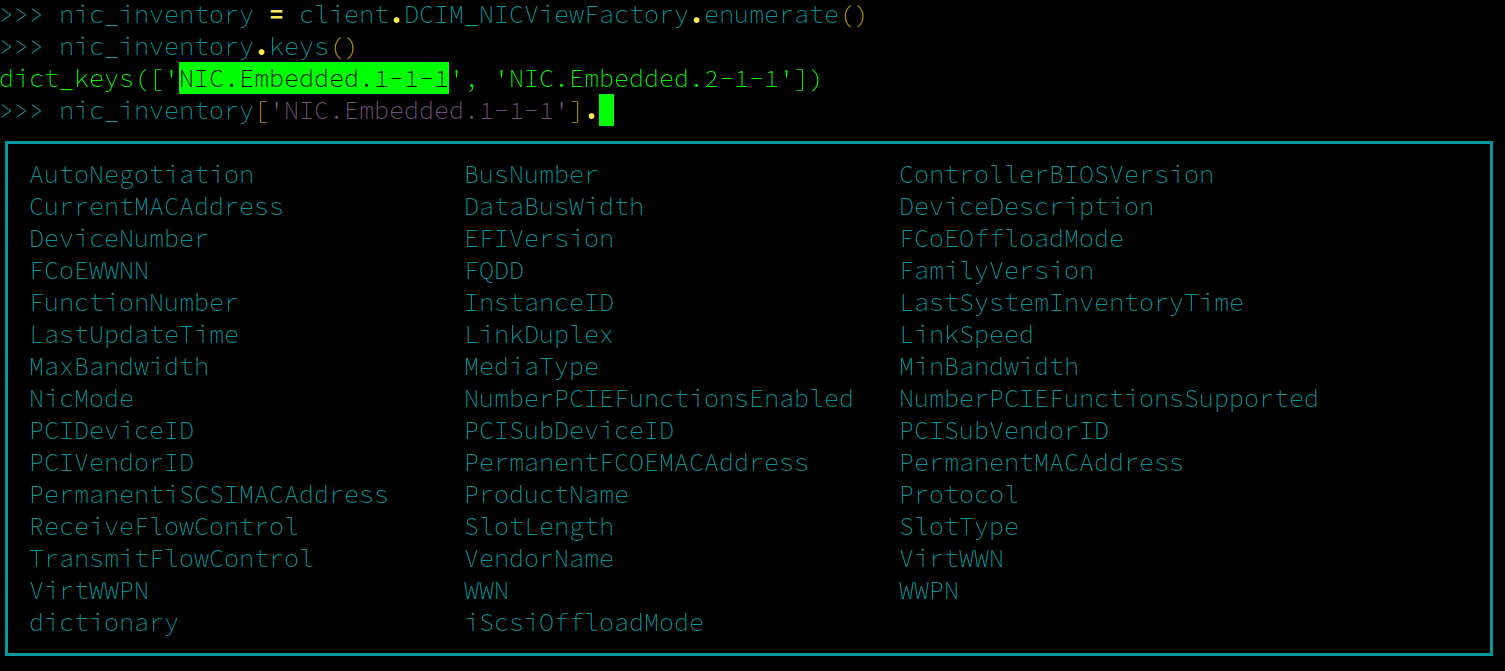 >>> nic_inventory = client.DCIM_NICViewFactory.enumerate()
>>> nic_inventory.keys()
dict_keys(['NIC.Embedded.1-1-1', 'NIC.Embedded.2-1-1'])
>>> nic_inventory['NIC.Embedded.1-1-1'].
AutoNegotiation BusNumber ControllerBIOSVersion
CurrentMACAddress DataBusWidth DeviceDescription
DeviceNumber EFIVersion FCoEOffloadMode
FCoEWWNN FQDD FamilyVersion
FunctionNumber InstanceID LastSystemInventoryTime
LastUpdateTime LinkDuplex LinkSpeed
MaxBandwidth MediaType MinBandwidth
NicMode NumberPCIEFunctionsEnabled NumberPCIEFunctionsSupported
PCIDeviceID PCISubDeviceID PCISubVendorID
PCIVendorID PermanentFCOEMACAddress PermanentMACAddress
PermanentiSCSIMACAddress ProductName Protocol
ReceiveFlowControl SlotLength SlotType
TransmitFlowControl VendorName VirtWWN
VirtWWPN WWN WWPN
dictionary iScsiOffloadMode